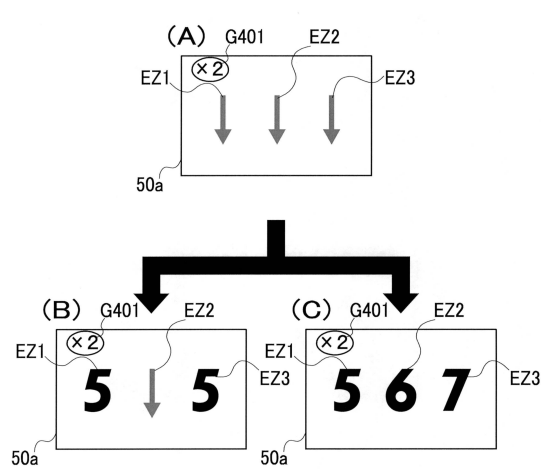 (A) G401 EZ2
EZ1 ×2 EZ3
50a
(B) G401 EZ2
EZ1 ×2
5 5 EZ3
50a
(C) G401 EZ2
EZ1 ×2
5 6 7 EZ3
50a